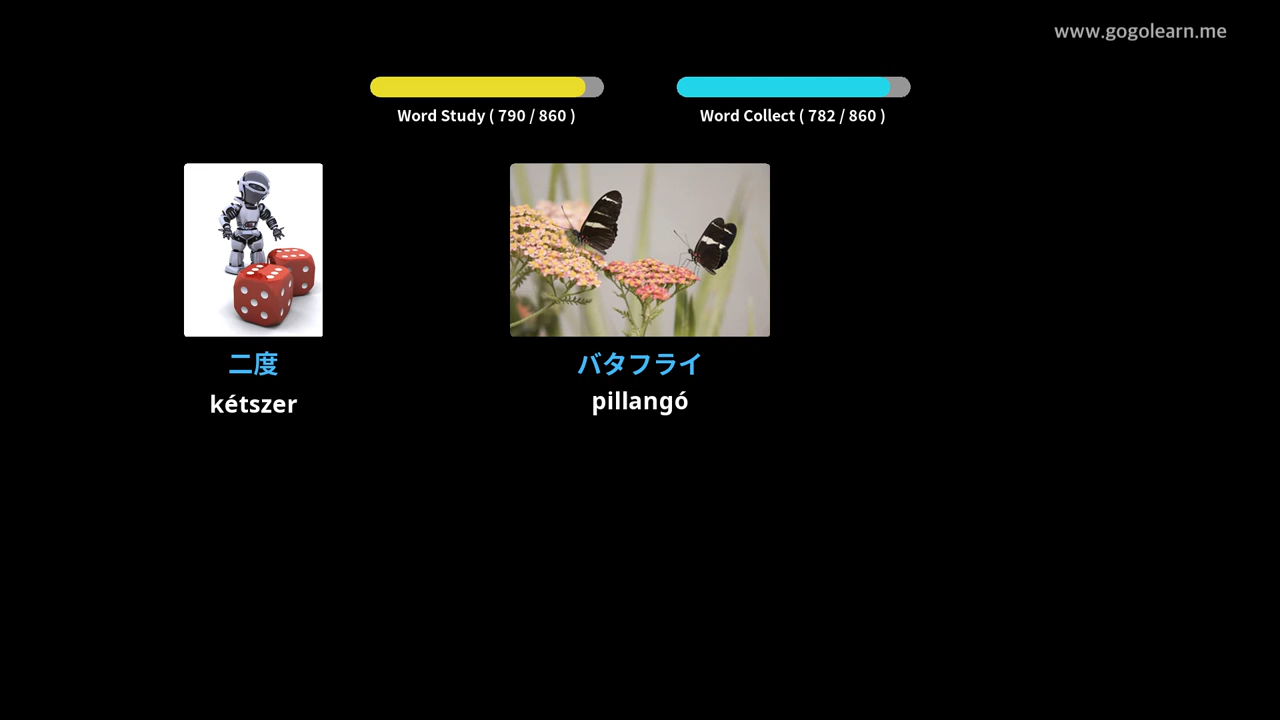 www.gogolearn.me
Word Study ( 790 / 860 )
Word Collect ( 782 / 860 )
二度
kétszer
バタフライ
pillangó